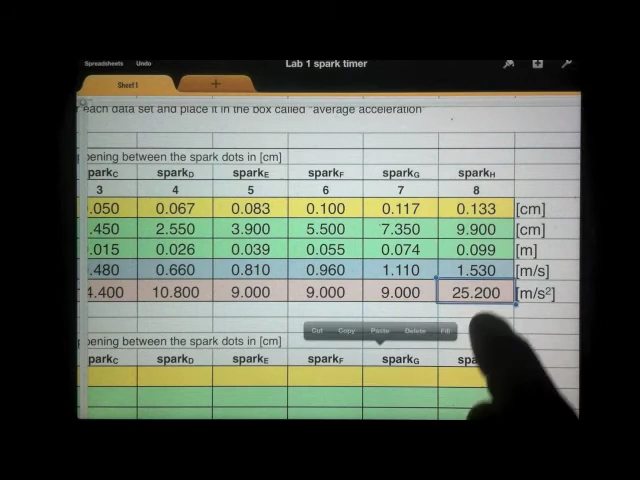 Spreadsheets Undo Lab 1 spark timer
Sheet1 +
each data set and place it in the box called "average acceleration"
pening between the spark dots in [cm]
parkC sparkD sparkE sparkF sparkG sparkH
3 4 5 6 7 8
.050 0.067 0.083 0.100 0.117 0.133 [cm]
.450 2.550 3.900 5.500 7.350 9.900 [cm]
.015 0.026 0.039 0.055 0.074 0.099 [m]
.480 0.660 0.810 0.960 1.110 1.530 [m/s]
4.400 10.800 9.000 9.000 9.000 25.200 [m/s²]
Cut Copy Paste Delete Fill
pening between the spark dots in [cm]
parkC sparkD sparkE sparkF sparkG